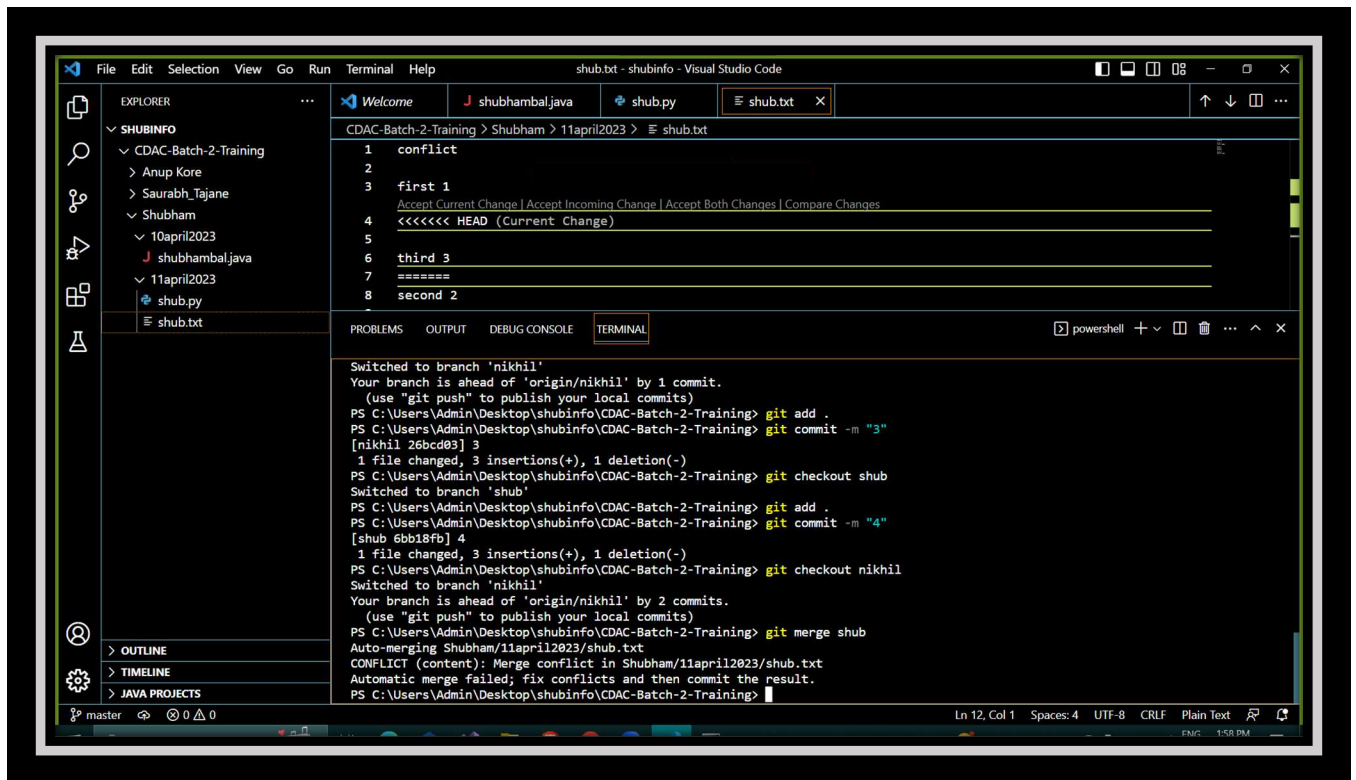 File Edit Selection View Go Run Terminal Help
shub.txt - shubinfo - Visual Studio Code
EXPLORER
SHUBINFO
CDAC-Batch-2-Training
Anup Kore
Saurabh_Tajane
Shubham
10april2023
J shubhambal.java
11april2023
shub.py
shub.txt
OUTLINE
TIMELINE
JAVA PROJECTS
Welcome J shubhambal.java shub.py shub.txt
CDAC-Batch-2-Training > Shubham > 11april2023 > shub.txt
1 conflict
2
3 first 1
Accept Current Change | Accept Incoming Change | Accept Both Changes | Compare Changes
4 <<<<<<< HEAD (Current Change)
5
6 third 3
7 =======
8 second 2
PROBLEMS OUTPUT DEBUG CONSOLE TERMINAL
powershell
Switched to branch 'nikhil'
Your branch is ahead of 'origin/nikhil' by 1 commit.
(use "git push" to publish your local commits)
PS C:\Users\Admin\Desktop\shubinfo\CDAC-Batch-2-Training> git add .
PS C:\Users\Admin\Desktop\shubinfo\CDAC-Batch-2-Training> git commit -m "3"
[nikhil 26bcd03] 3
1 file changed, 3 insertions(+), 1 deletion(-)
PS C:\Users\Admin\Desktop\shubinfo\CDAC-Batch-2-Training> git checkout shub
Switched to branch 'shub'
PS C:\Users\Admin\Desktop\shubinfo\CDAC-Batch-2-Training> git add .
PS C:\Users\Admin\Desktop\shubinfo\CDAC-Batch-2-Training> git commit -m "4"
[shub 6bb18fb] 4
1 file changed, 3 insertions(+), 1 deletion(-)
PS C:\Users\Admin\Desktop\shubinfo\CDAC-Batch-2-Training> git checkout nikhil
Switched to branch 'nikhil'
Your branch is ahead of 'origin/nikhil' by 2 commits.
(use "git push" to publish your local commits)
PS C:\Users\Admin\Desktop\shubinfo\CDAC-Batch-2-Training> git merge shub
Auto-merging Shubham/11april2023/shub.txt
CONFLICT (content): Merge conflict in Shubham/11april2023/shub.txt
Automatic merge failed; fix conflicts and then commit the result.
PS C:\Users\Admin\Desktop\shubinfo\CDAC-Batch-2-Training>
master 0 0 Ln 12, Col 1 Spaces: 4 UTF-8 CRLF Plain Text
ENG 1:58 PM